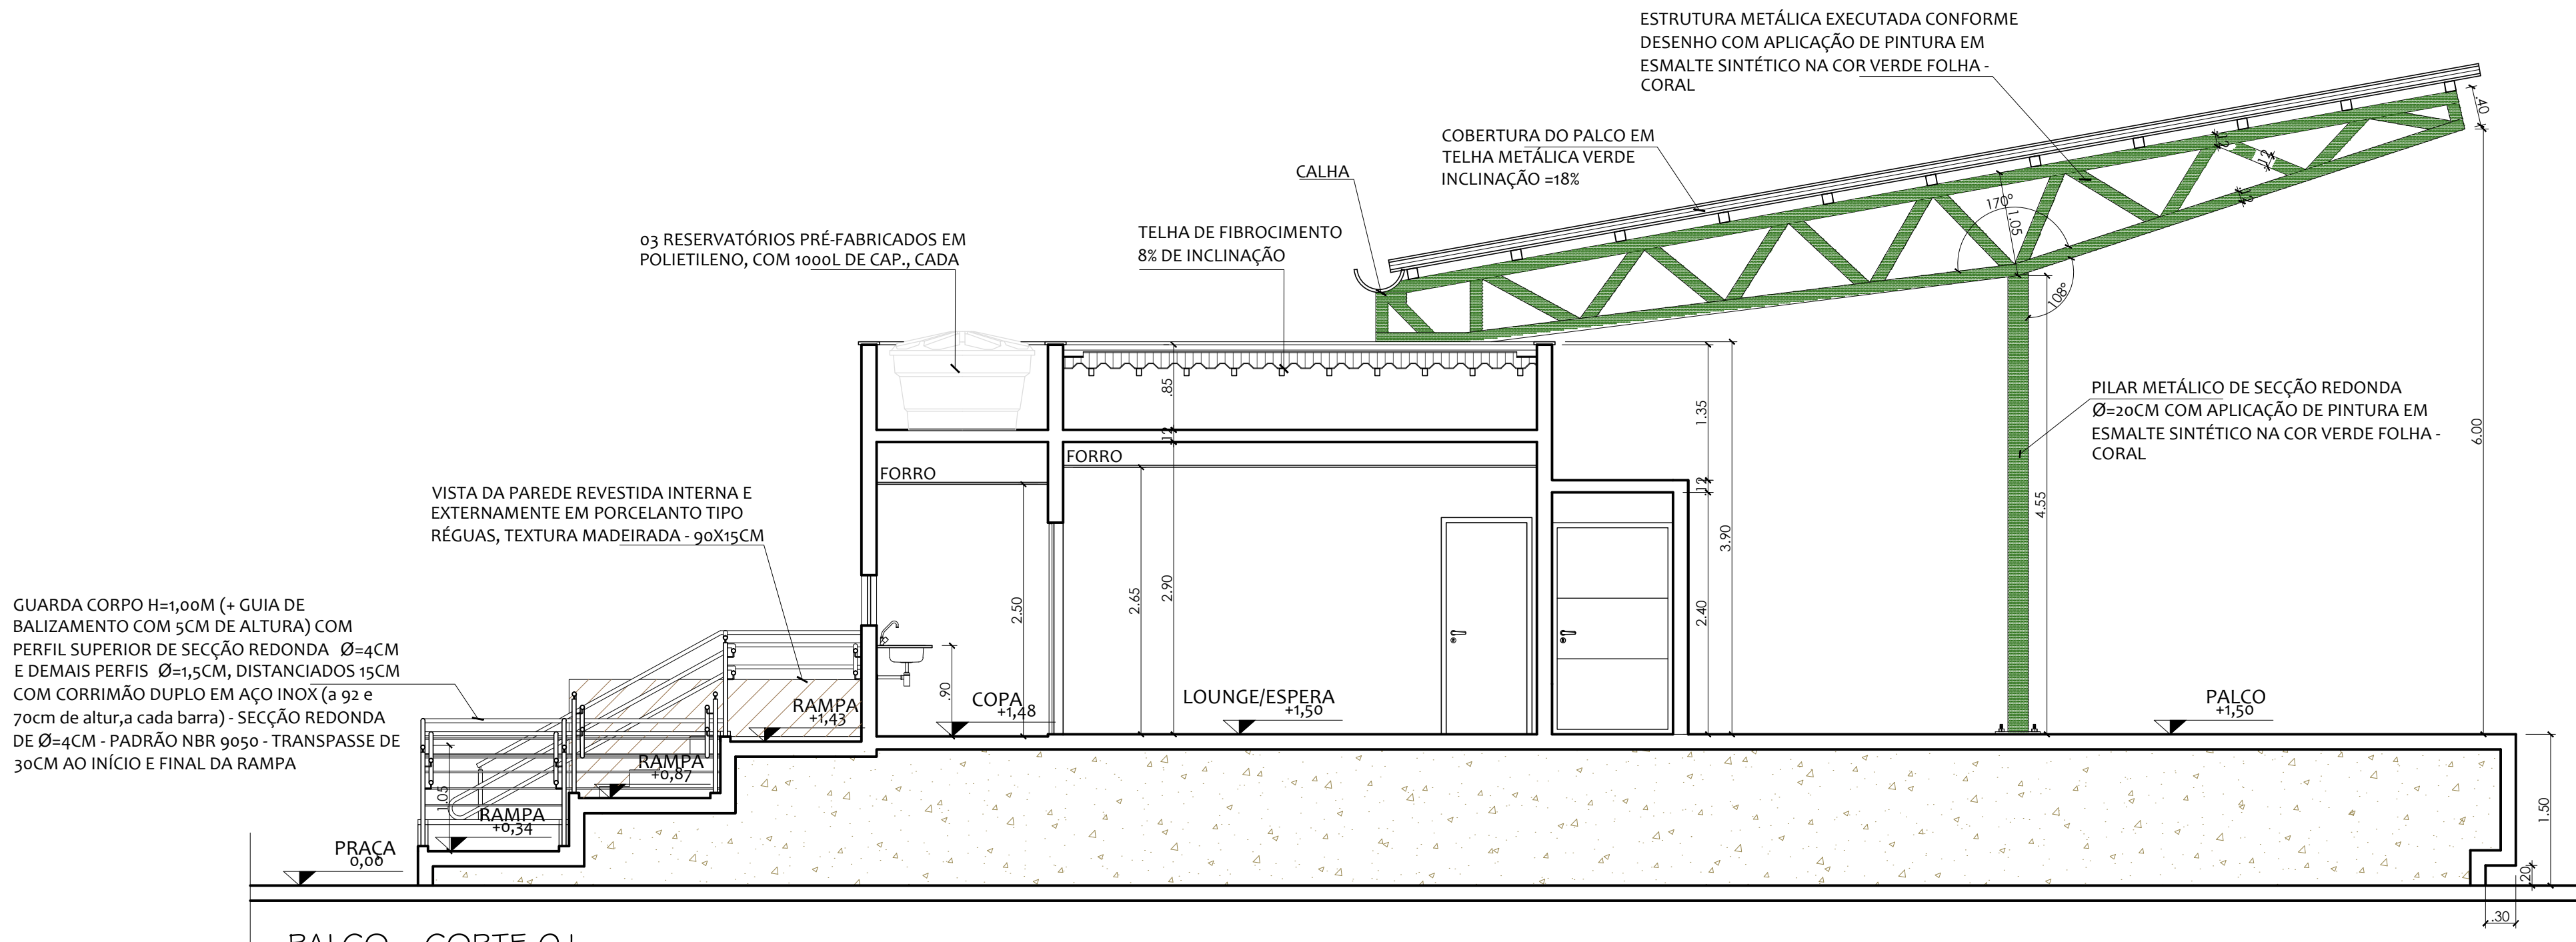 ESTRUTURA METÁLICA EXECUTADA CONFORME
DESENHO COM APLICAÇÃO DE PINTURA EM
ESMALTE SINTÉTICO NA COR VERDE FOLHA -
CORAL
COBERTURA DO PALCO EM
TELHA METÁLICA VERDE
INCLINAÇÃO =18%
CALHA
TELHA DE FIBROCIMENTO
8% DE INCLINAÇÃO
03 RESERVATÓRIOS PRÉ-FABRICADOS EM
POLIETILENO, COM 1000L DE CAP., CADA
.40
12
12
12
170°
1.05
108°
PILAR METÁLICO DE SECÇÃO REDONDA
Ø=20CM COM APLICAÇÃO DE PINTURA EM
ESMALTE SINTÉTICO NA COR VERDE FOLHA -
CORAL
6.00
4.55
.85
12
1.35
12
3.90
2.40
FORRO
FORRO
2.50
2.65
2.90
.90
VISTA DA PAREDE REVESTIDA INTERNA E
EXTERNAMENTE EM PORCELANTO TIPO
RÉGUAS, TEXTURA MADEIRADA - 90X15CM
GUARDA CORPO H=1,00M (+ GUIA DE
BALIZAMENTO COM 5CM DE ALTURA) COM
PERFIL SUPERIOR DE SECÇÃO REDONDA Ø=4CM
E DEMAIS PERFIS Ø=1,5CM, DISTANCIADOS 15CM
COM CORRIMÃO DUPLO EM AÇO INOX (a 92 e
70cm de altur,a cada barra) - SECÇÃO REDONDA
DE Ø=4CM - PADRÃO NBR 9050 - TRANSPASSE DE
30CM AO INÍCIO E FINAL DA RAMPA
RAMPA
+1,43
COPA
+1,48
LOUNGE/ESPERA
+1,50
PALCO
+1,50
RAMPA
+0,87
1.05
RAMPA
+0,34
PRAÇA
0,00
1.50
.20
.30
PALCO - CORTE 01